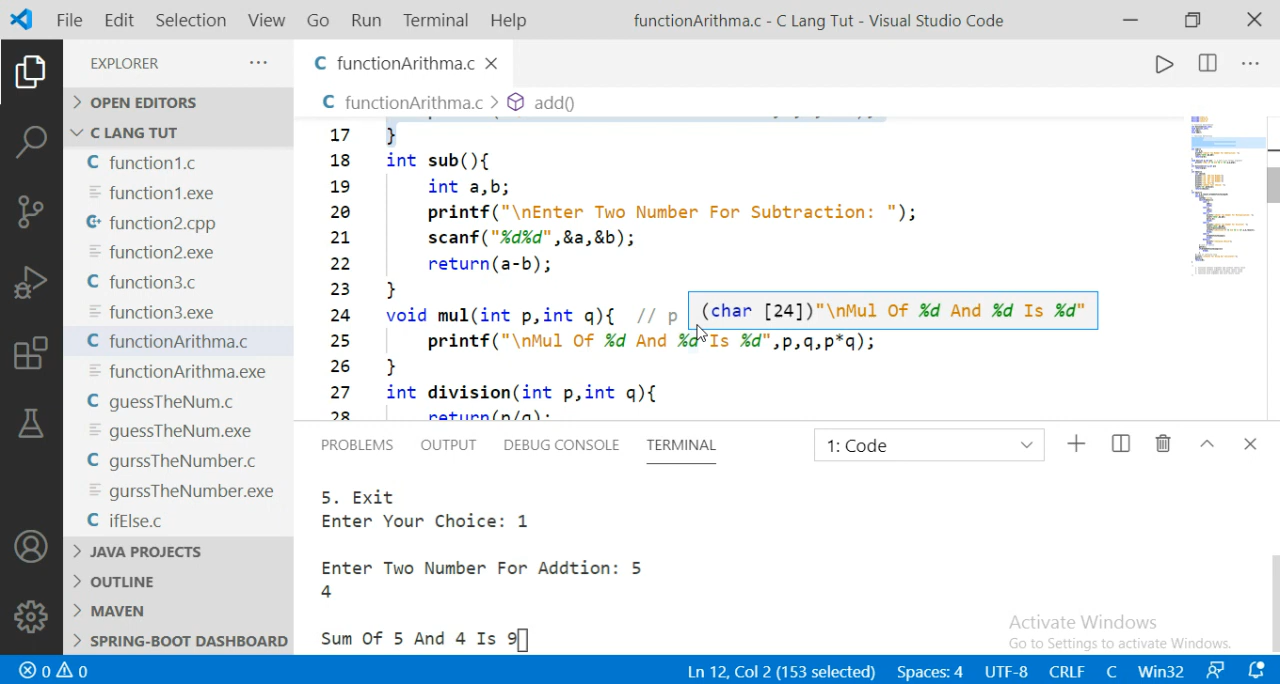 File Edit Selection View Go Run Terminal Help functionArithma.c - C Lang Tut - Visual Studio Code
EXPLORER
OPEN EDITORS
C LANG TUT
C function1.c
function1.exe
function2.cpp
function2.exe
C function3.c
function3.exe
C functionArithma.c
functionArithma.exe
C guessTheNum.c
guessTheNum.exe
C gurssTheNumber.c
gurssTheNumber.exe
C ifElse.c
JAVA PROJECTS
OUTLINE
MAVEN
SPRING-BOOT DASHBOARD
C functionArithma.c
C functionArithma.c > add()
17 }
18 int sub(){
19 int a,b;
20 printf("\nEnter Two Number For Subtraction: ");
21 scanf("%d%d",&a,&b);
22 return(a-b);
23 }
24 void mul(int p,int q){ // p
(char [24])"\nMul Of %d And %d Is %d"
25 printf("\nMul Of %d And %d Is %d",p,q,p*q);
26 }
27 int division(int p,int q){
28 return(p/q);
PROBLEMS OUTPUT DEBUG CONSOLE TERMINAL 1: Code
5. Exit
Enter Your Choice: 1
Enter Two Number For Addtion: 5
4
Sum Of 5 And 4 Is 9
Activate Windows
Go to Settings to activate Windows.
0 0 Ln 12, Col 2 (153 selected) Spaces: 4 UTF-8 CRLF C Win32